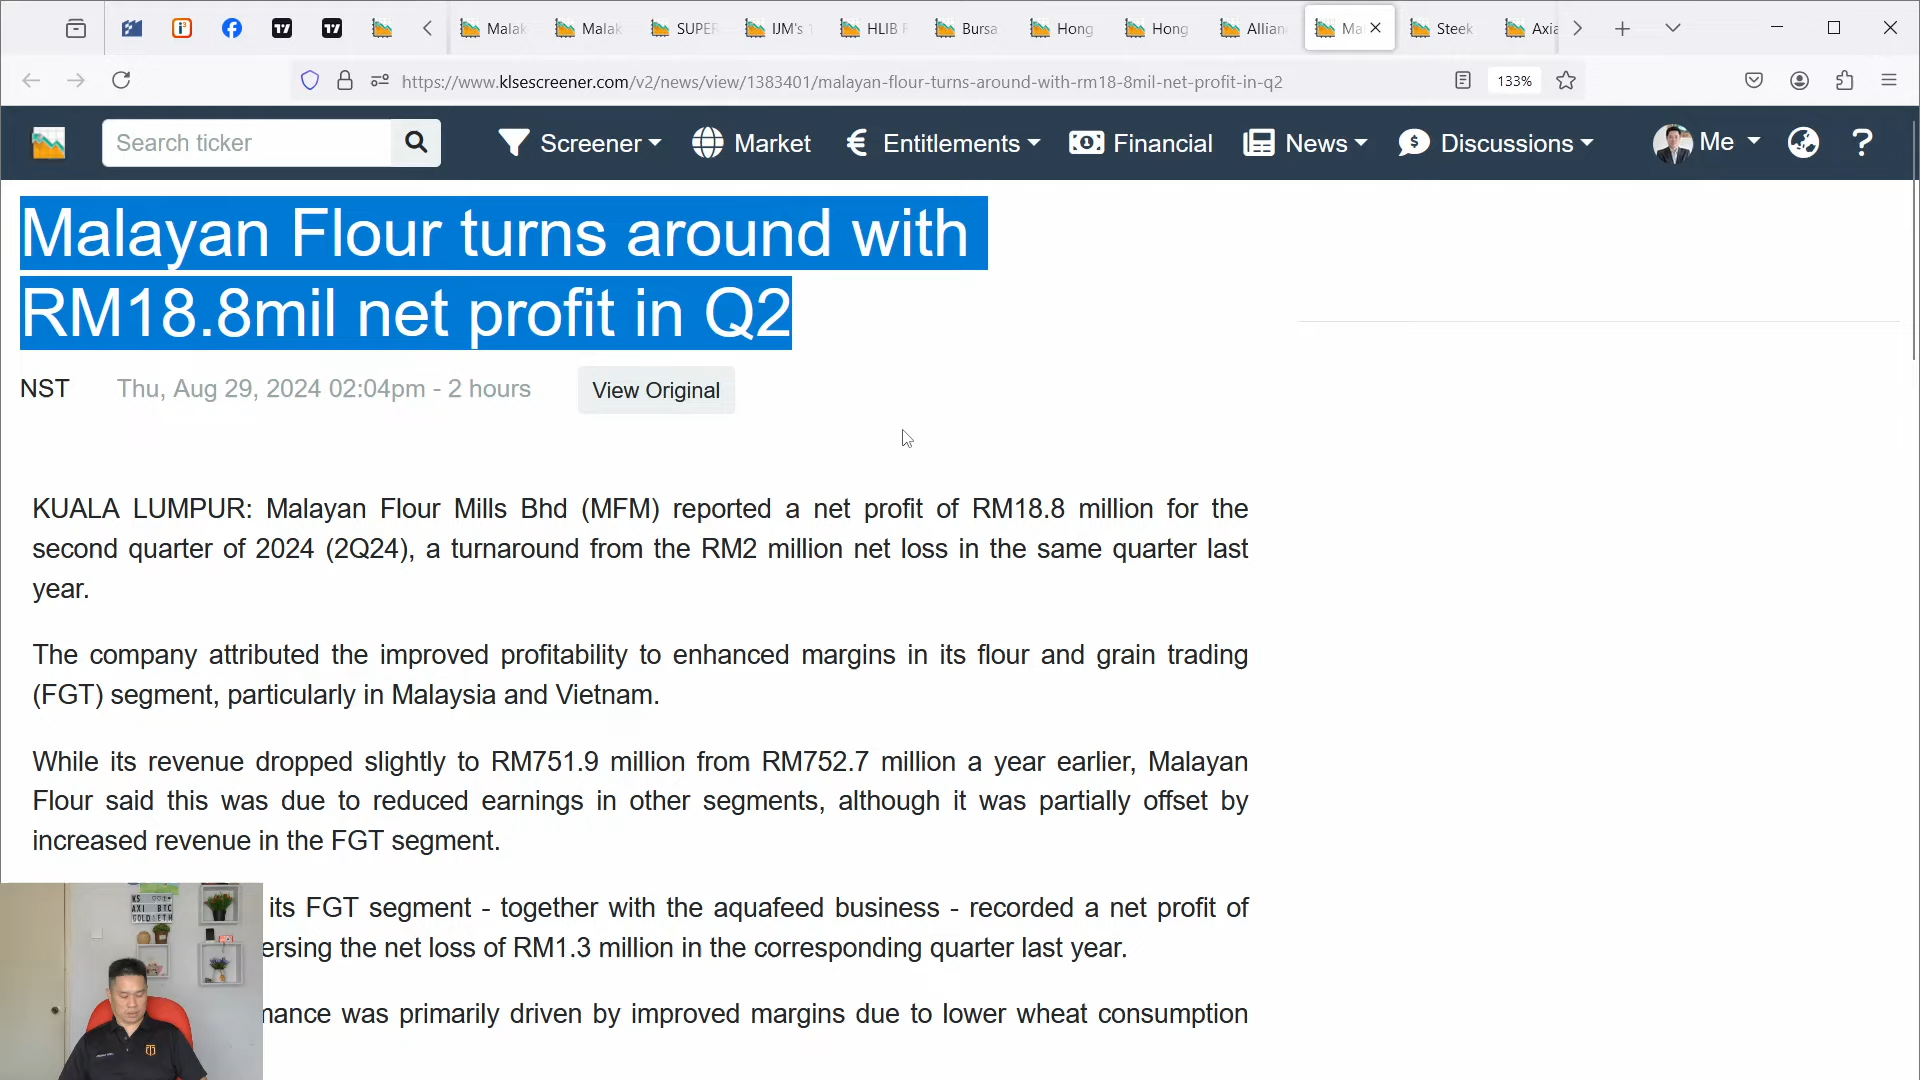 Malak
Malak
SUPER
IJM's 1
HLIB R
Bursa
Hong
Hong
Allian
Ma
Steek
Axia
https://www.klsescreener.com/v2/news/view/1383401/malayan-flour-turns-around-with-rm18-8mil-net-profit-in-q2
133%
Search ticker
Screener
Market
Entitlements
Financial
News
Discussions
Me
Malayan Flour turns around with
RM18.8mil net profit in Q2
NST
Thu, Aug 29, 2024 02:04pm - 2 hours
View Original
KUALA LUMPUR: Malayan Flour Mills Bhd (MFM) reported a net profit of RM18.8 million for the
second quarter of 2024 (2Q24), a turnaround from the RM2 million net loss in the same quarter last
year.
The company attributed the improved profitability to enhanced margins in its flour and grain trading
(FGT) segment, particularly in Malaysia and Vietnam.
While its revenue dropped slightly to RM751.9 million from RM752.7 million a year earlier, Malayan
Flour said this was due to reduced earnings in other segments, although it was partially offset by
increased revenue in the FGT segment.
its FGT segment - together with the aquafeed business - recorded a net profit of
ersing the net loss of RM1.3 million in the corresponding quarter last year.
mance was primarily driven by improved margins due to lower wheat consumption
AXI BTC
GOLD ETH